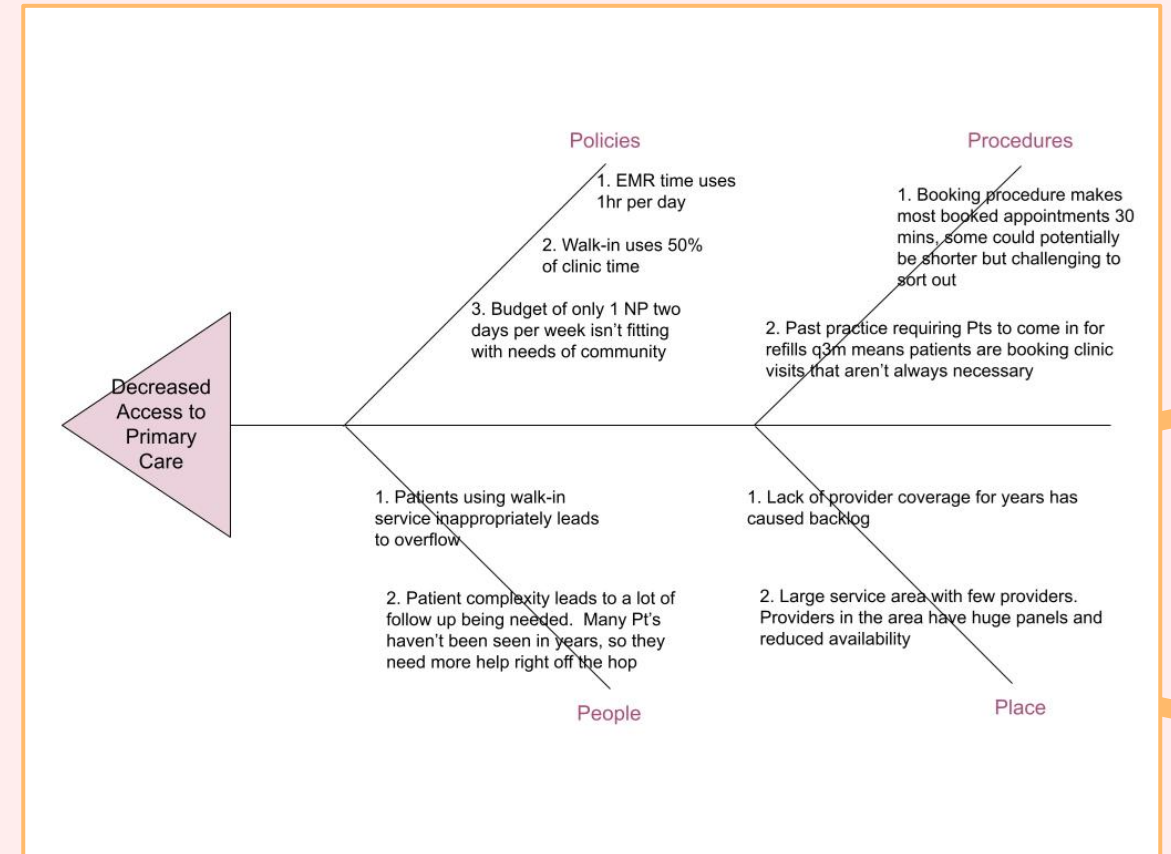 Policies
1. EMR time uses
1hr per day
2. Walk-in uses 50%
of clinic time
3. Budget of only 1 NP two
days per week isn't fitting
with needs of community
Procedures
1. Booking procedure makes
most booked appointments 30
mins, some could potentially
be shorter but challenging to
sort out
2. Past practice requiring Pts to come in for
refills q3m means patients are booking clinic
visits that aren't always necessary
Decreased
Access to
Primary
Care
1. Patients using walk-in
service inappropriately leads
to overflow
2. Patient complexity leads to a lot of
follow up being needed.  Many Pt's
haven't been seen in years, so they
need more help right off the hop
People
1. Lack of provider coverage for years has
caused backlog
2. Large service area with few providers.
Providers in the area have huge panels and
reduced availability
Place